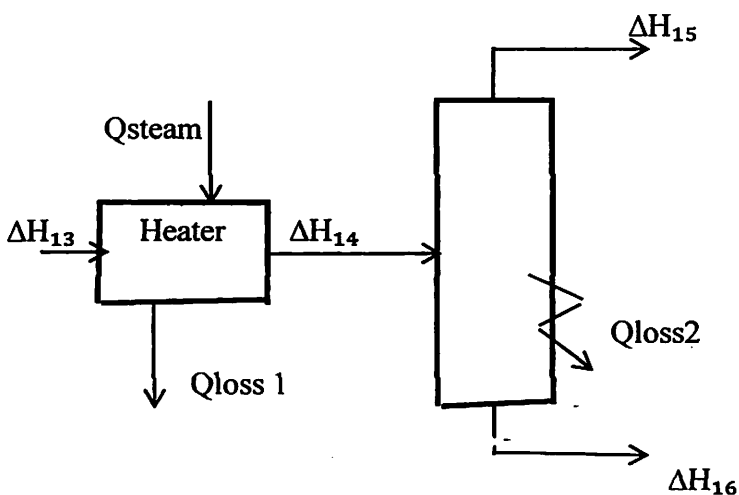 ΔH₁₅
Qsteam
ΔH₁₃
Heater
ΔH₁₄
Qloss2
Qloss 1
ΔH₁₆